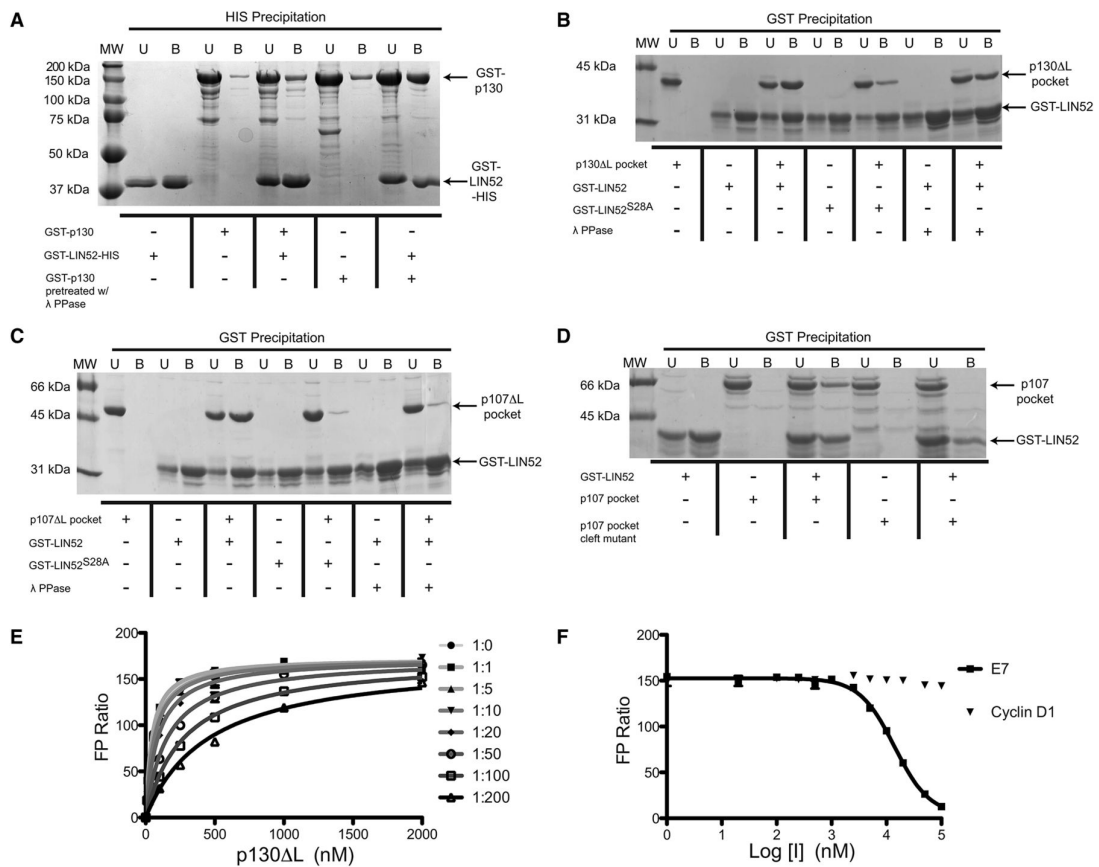 A
HIS Precipitation
MW U B U B U B U B U B
200 kDa
150 kDa
100 kDa
75 kDa
50 kDa
37 kDa
GST-
p130
GST-
LIN52
-HIS
GST-p130 - + + - -
GST-LIN52-HIS + - + - +
GST-p130
pretreated w/
λ PPase
- - - + +
B
GST Precipitation
MW U B U B U B U B U B U B U B
45 kDa
31 kDa
p130ΔL
pocket
GST-LIN52
p130ΔL pocket + - + - + - +
GST-LIN52 - + + - - + +
GST-LIN52S28A - - - + + - -
λ PPase - - - - - + +
C
GST Precipitation
MW U B U B U B U B U B U B U B
66 kDa
45 kDa
31 kDa
p107ΔL
pocket
GST-LIN52
p107ΔL pocket + - + - + - +
GST-LIN52 - + + - - + +
GST-LIN52S28A - - - + + - -
λ PPase - - - - - + +
D
GST Precipitation
MW U B U B U B U B U B
66 kDa
45 kDa
p107
pocket
GST-LIN52
GST-LIN52 + - + - +
p107 pocket - + + - -
p107 pocket
cleft mutant
- - - + +
E
FP Ratio
200
150
100
50
0
0 500 1000 1500 2000
p130ΔL (nM)
1:0
1:1
1:5
1:10
1:20
1:50
1:100
1:200
F
FP Ratio
200
150
100
50
0
0 1 2 3 4 5
Log [I] (nM)
E7
Cyclin D1